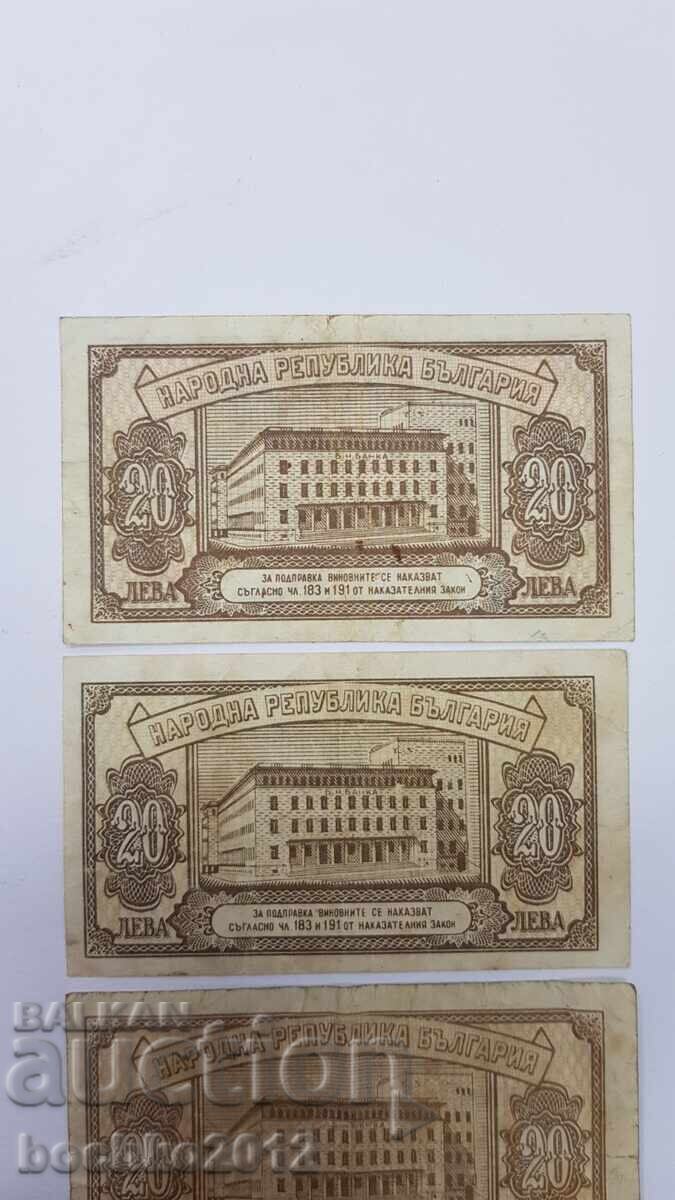 НАРОДНА РЕПУБЛИКА БЪЛГАРИЯ
Б.Н.БАНКА
20
20
ЛЕВА
ЛЕВА
ЗА ПОДПРАВКА ВИНОВНИТЕ СЕ НАКАЗВАТ
СЪГЛАСНО ЧЛ. 183 И 191 ОТ НАКАЗАТЕЛНИЯ ЗАКОН
НАРОДНА РЕПУБЛИКА БЪЛГАРИЯ
Б.Н.БАНКА
20
20
ЛЕВА
ЛЕВА
ЗА ПОДПРАВКА ВИНОВНИТЕ СЕ НАКАЗВАТ
СЪГЛАСНО ЧЛ. 183 И 191 ОТ НАКАЗАТЕЛНИЯ ЗАКОН
BALKAN
auction
НАРОДНА РЕПУБЛИКА БЪЛГАРИЯ
20
20